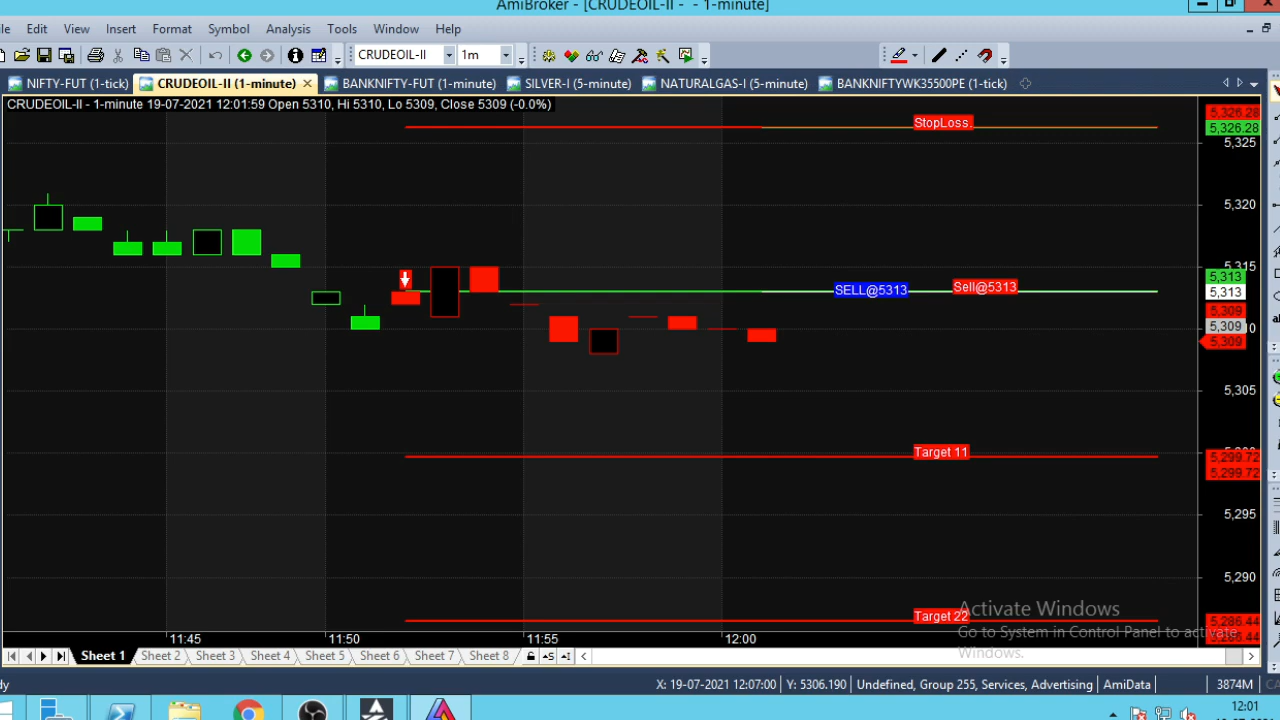 AmiBroker - [CRUDEOIL-II - - 1-minute]
Edit View Insert Format Symbol Analysis Tools Window Help
CRUDEOIL-II 1m
NIFTY-FUT (1-tick) CRUDEOIL-II (1-minute) BANKNIFTY-FUT (1-minute) SILVER-I (5-minute) NATURALGAS-I (5-minute) BANKNIFTYWK35500PE (1-tick)
CRUDEOIL-II - 1-minute 19-07-2021 12:01:59 Open 5310, Hi 5310, Lo 5309, Close 5309 (-0.0%)
5,326.28
StopLoss.
5,326.28
5,325
5,320
5,315
5,313
SELL@5313 Sell@5313 5,313
5,309
5,309
5,309
5,305
5,305
Target 11
5,299.72
5,299.72
5,295
5,290
Activate Windows
Target 22
5,286.44
Go to System in Control Panel to activate
Windows.
11:45 11:50 11:55 12:00
Sheet 1 Sheet 2 Sheet 3 Sheet 4 Sheet 5 Sheet 6 Sheet 7 Sheet 8
X: 19-07-2021 12:07:00 Y: 5306.190 Undefined, Group 255, Services, Advertising AmiData 3874M
12:01